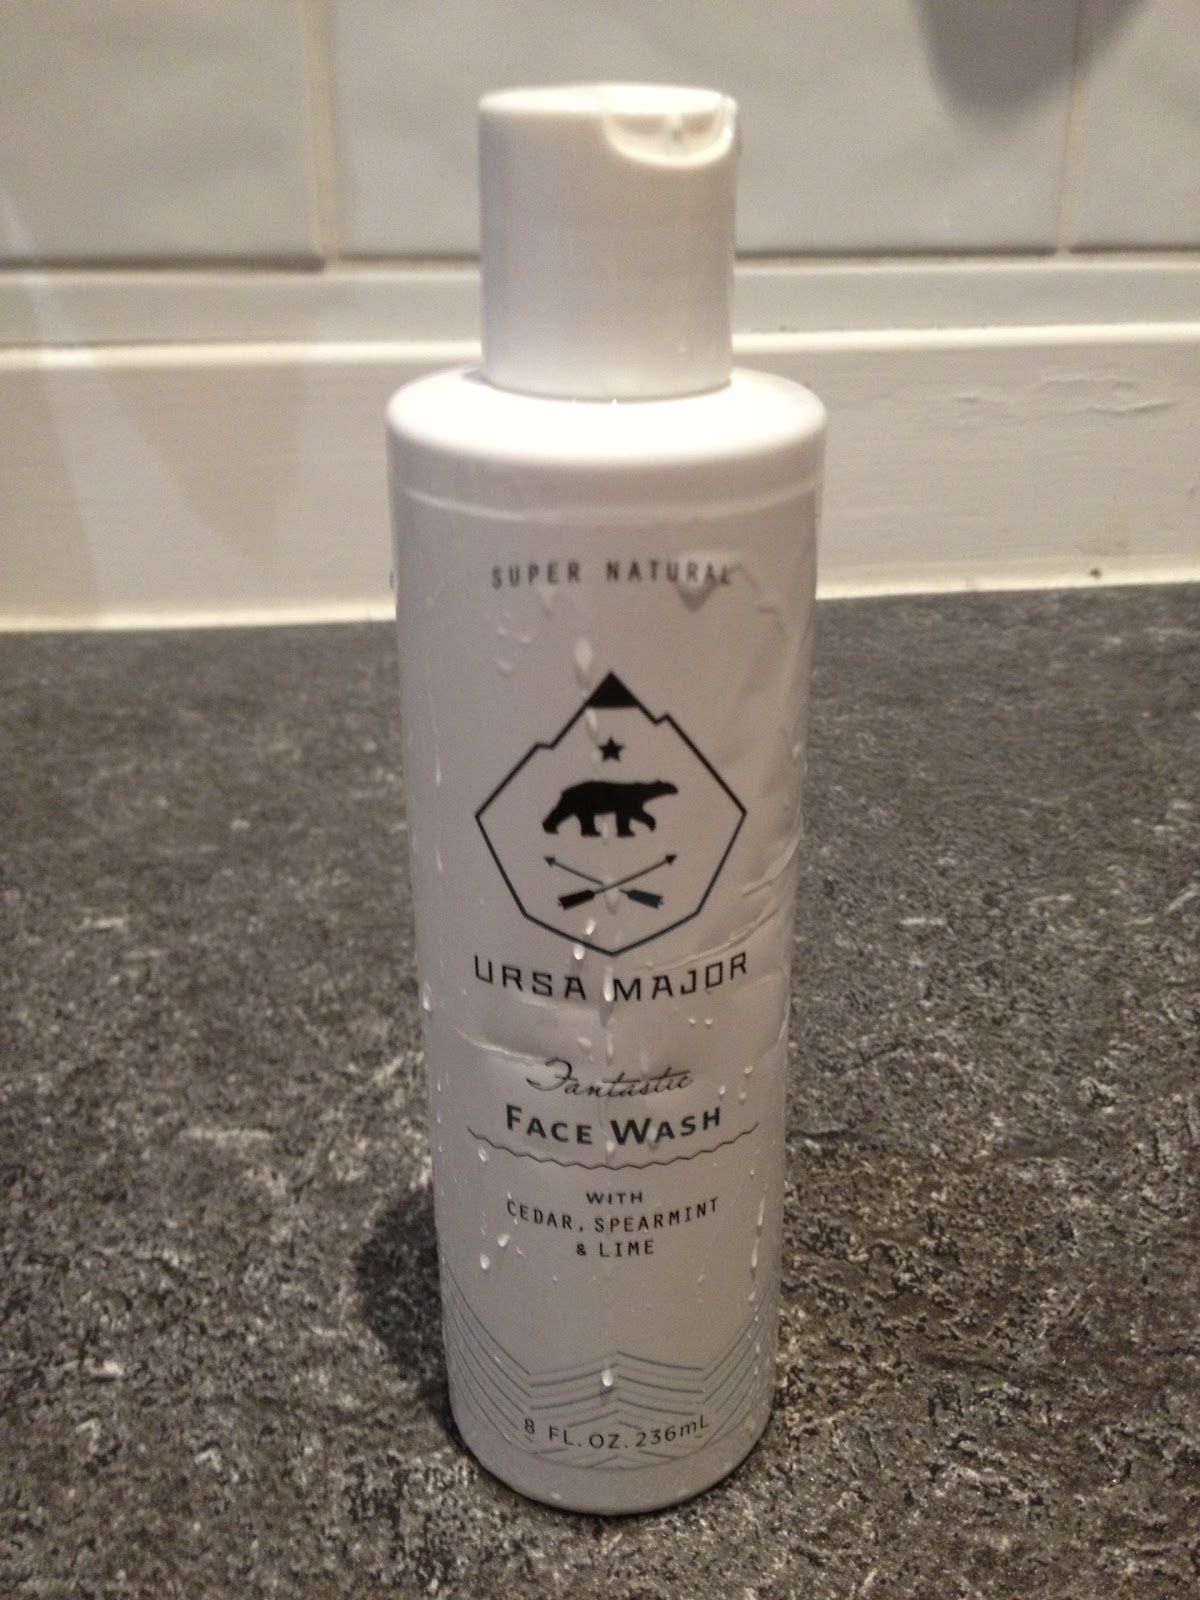 SUPER NATURAL
URSA MAJOR
Fantastic
FACE WASH
WITH
CEDAR, SPEARMINT
& LIME
8 FL. OZ. 236mL